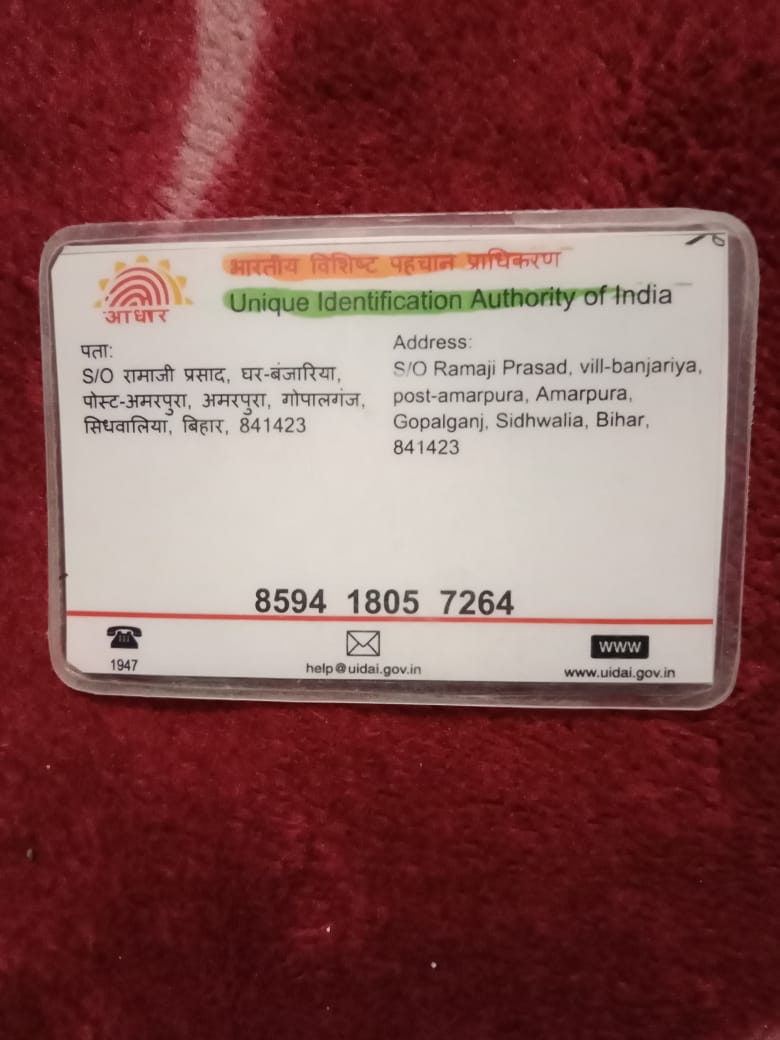 भारतीय विशिष्ट पहचान प्राधिकरण
Unique Identification Authority of India
आधार
पता:
S/O रामाजी प्रसाद, घर-बंजारिया,
पोस्ट-अमरपुरा, अमरपुरा, गोपालगंज,
सिधवालिया, बिहार, 841423
Address:
S/O Ramaji Prasad, vill-banjariya,
post-amarpura, Amarpura,
Gopalganj, Sidhwalia, Bihar,
841423
8594 1805 7264
1947
help@uidai.gov.in
WWW
www.uidai.gov.in